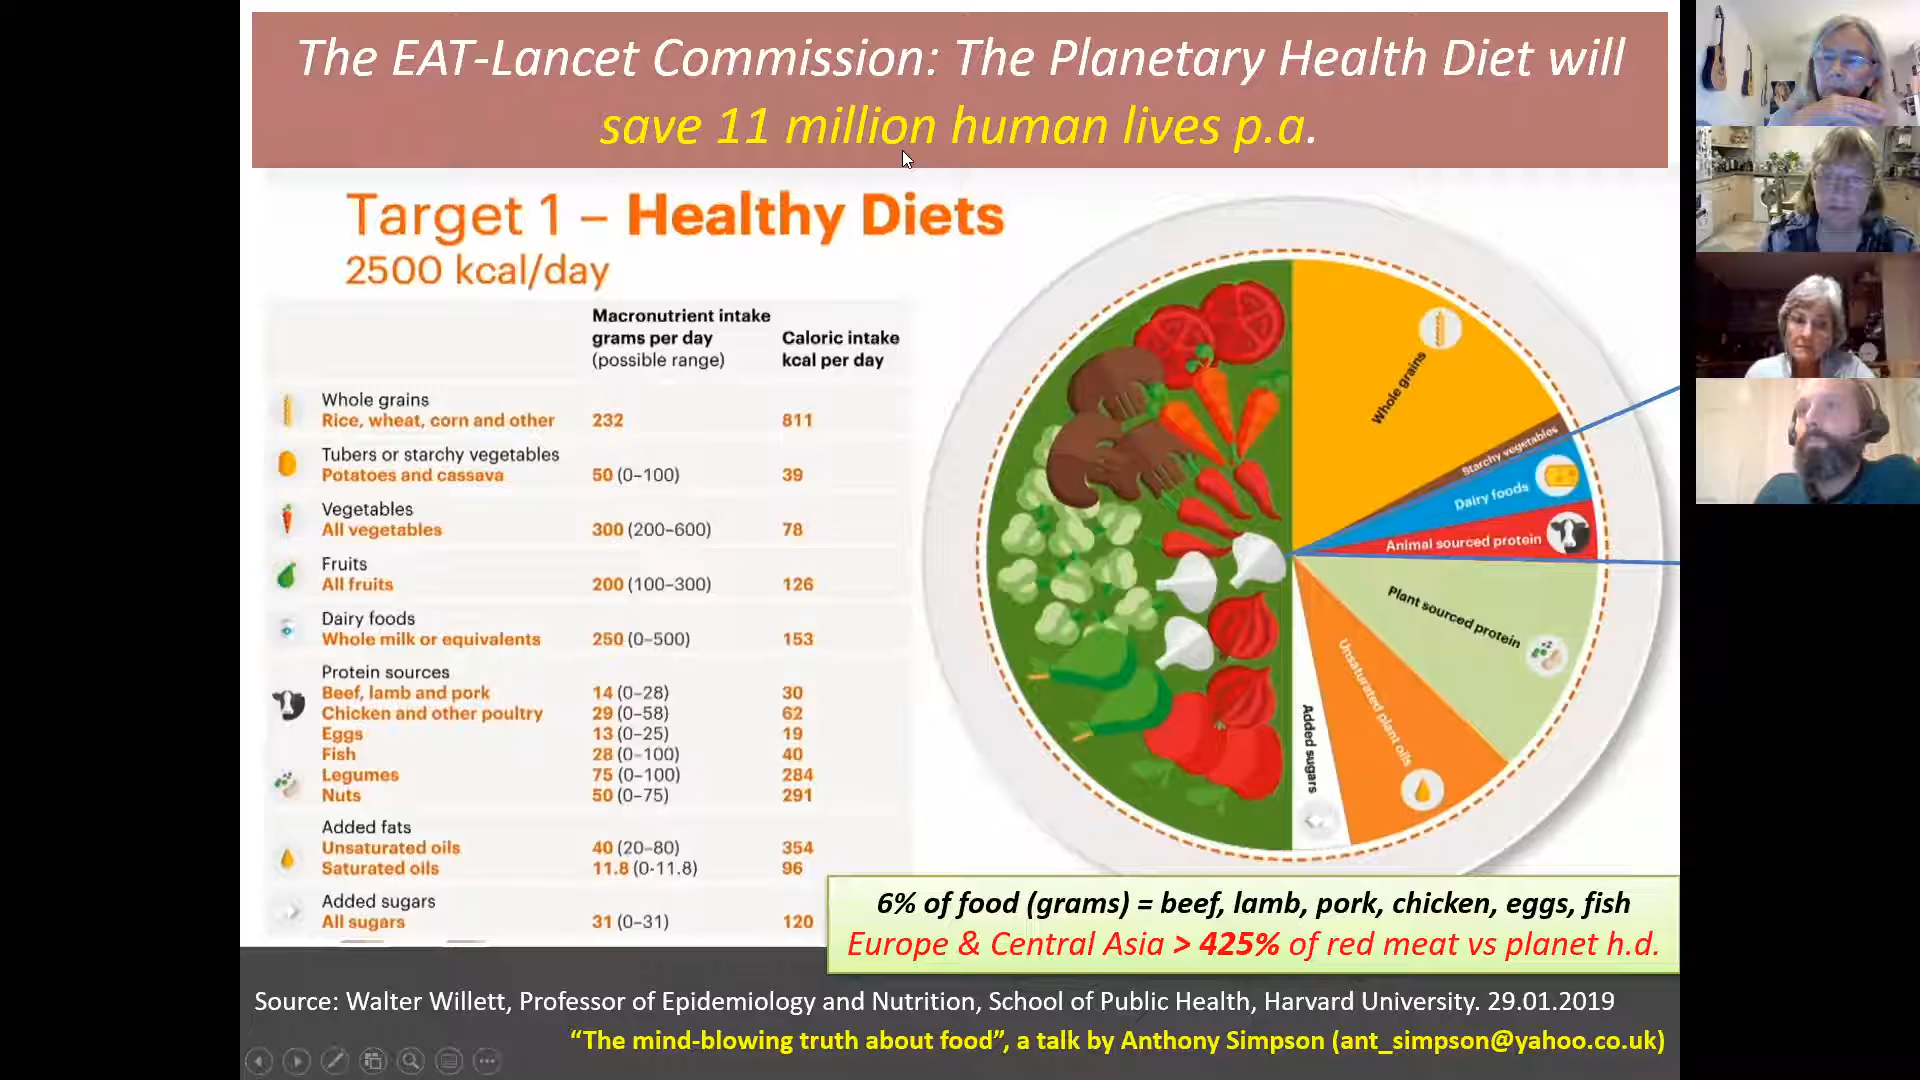 The EAT-Lancet Commission: The Planetary Health Diet will
save 11 million human lives p.a.
Target 1 – Healthy Diets
2500 kcal/day
Macronutrient intake
grams per day
(possible range)
Caloric intake
kcal per day
Whole grains
Rice, wheat, corn and other 232 811
Tubers or starchy vegetables
Potatoes and cassava 50 (0–100) 39
Vegetables
All vegetables 300 (200–600) 78
Fruits
All fruits 200 (100–300) 126
Dairy foods
Whole milk or equivalents 250 (0–500) 153
Protein sources
Beef, lamb and pork 14 (0–28) 30
Chicken and other poultry 29 (0–58) 62
Eggs 13 (0–25) 19
Fish 28 (0–100) 40
Legumes 75 (0–100) 284
Nuts 50 (0–75) 291
Added fats
Unsaturated oils 40 (20–80) 354
Saturated oils 11.8 (0-11.8) 96
Added sugars
All sugars 31 (0–31) 120
Whole grains
Starchy vegetables
Dairy foods
Animal sourced protein
Plant sourced protein
Unsaturated plant oils
Added sugars
6% of food (grams) = beef, lamb, pork, chicken, eggs, fish
Europe & Central Asia > 425% of red meat vs planet h.d.
Source: Walter Willett, Professor of Epidemiology and Nutrition, School of Public Health, Harvard University. 29.01.2019
“The mind-blowing truth about food”, a talk by Anthony Simpson (ant_simpson@yahoo.co.uk)